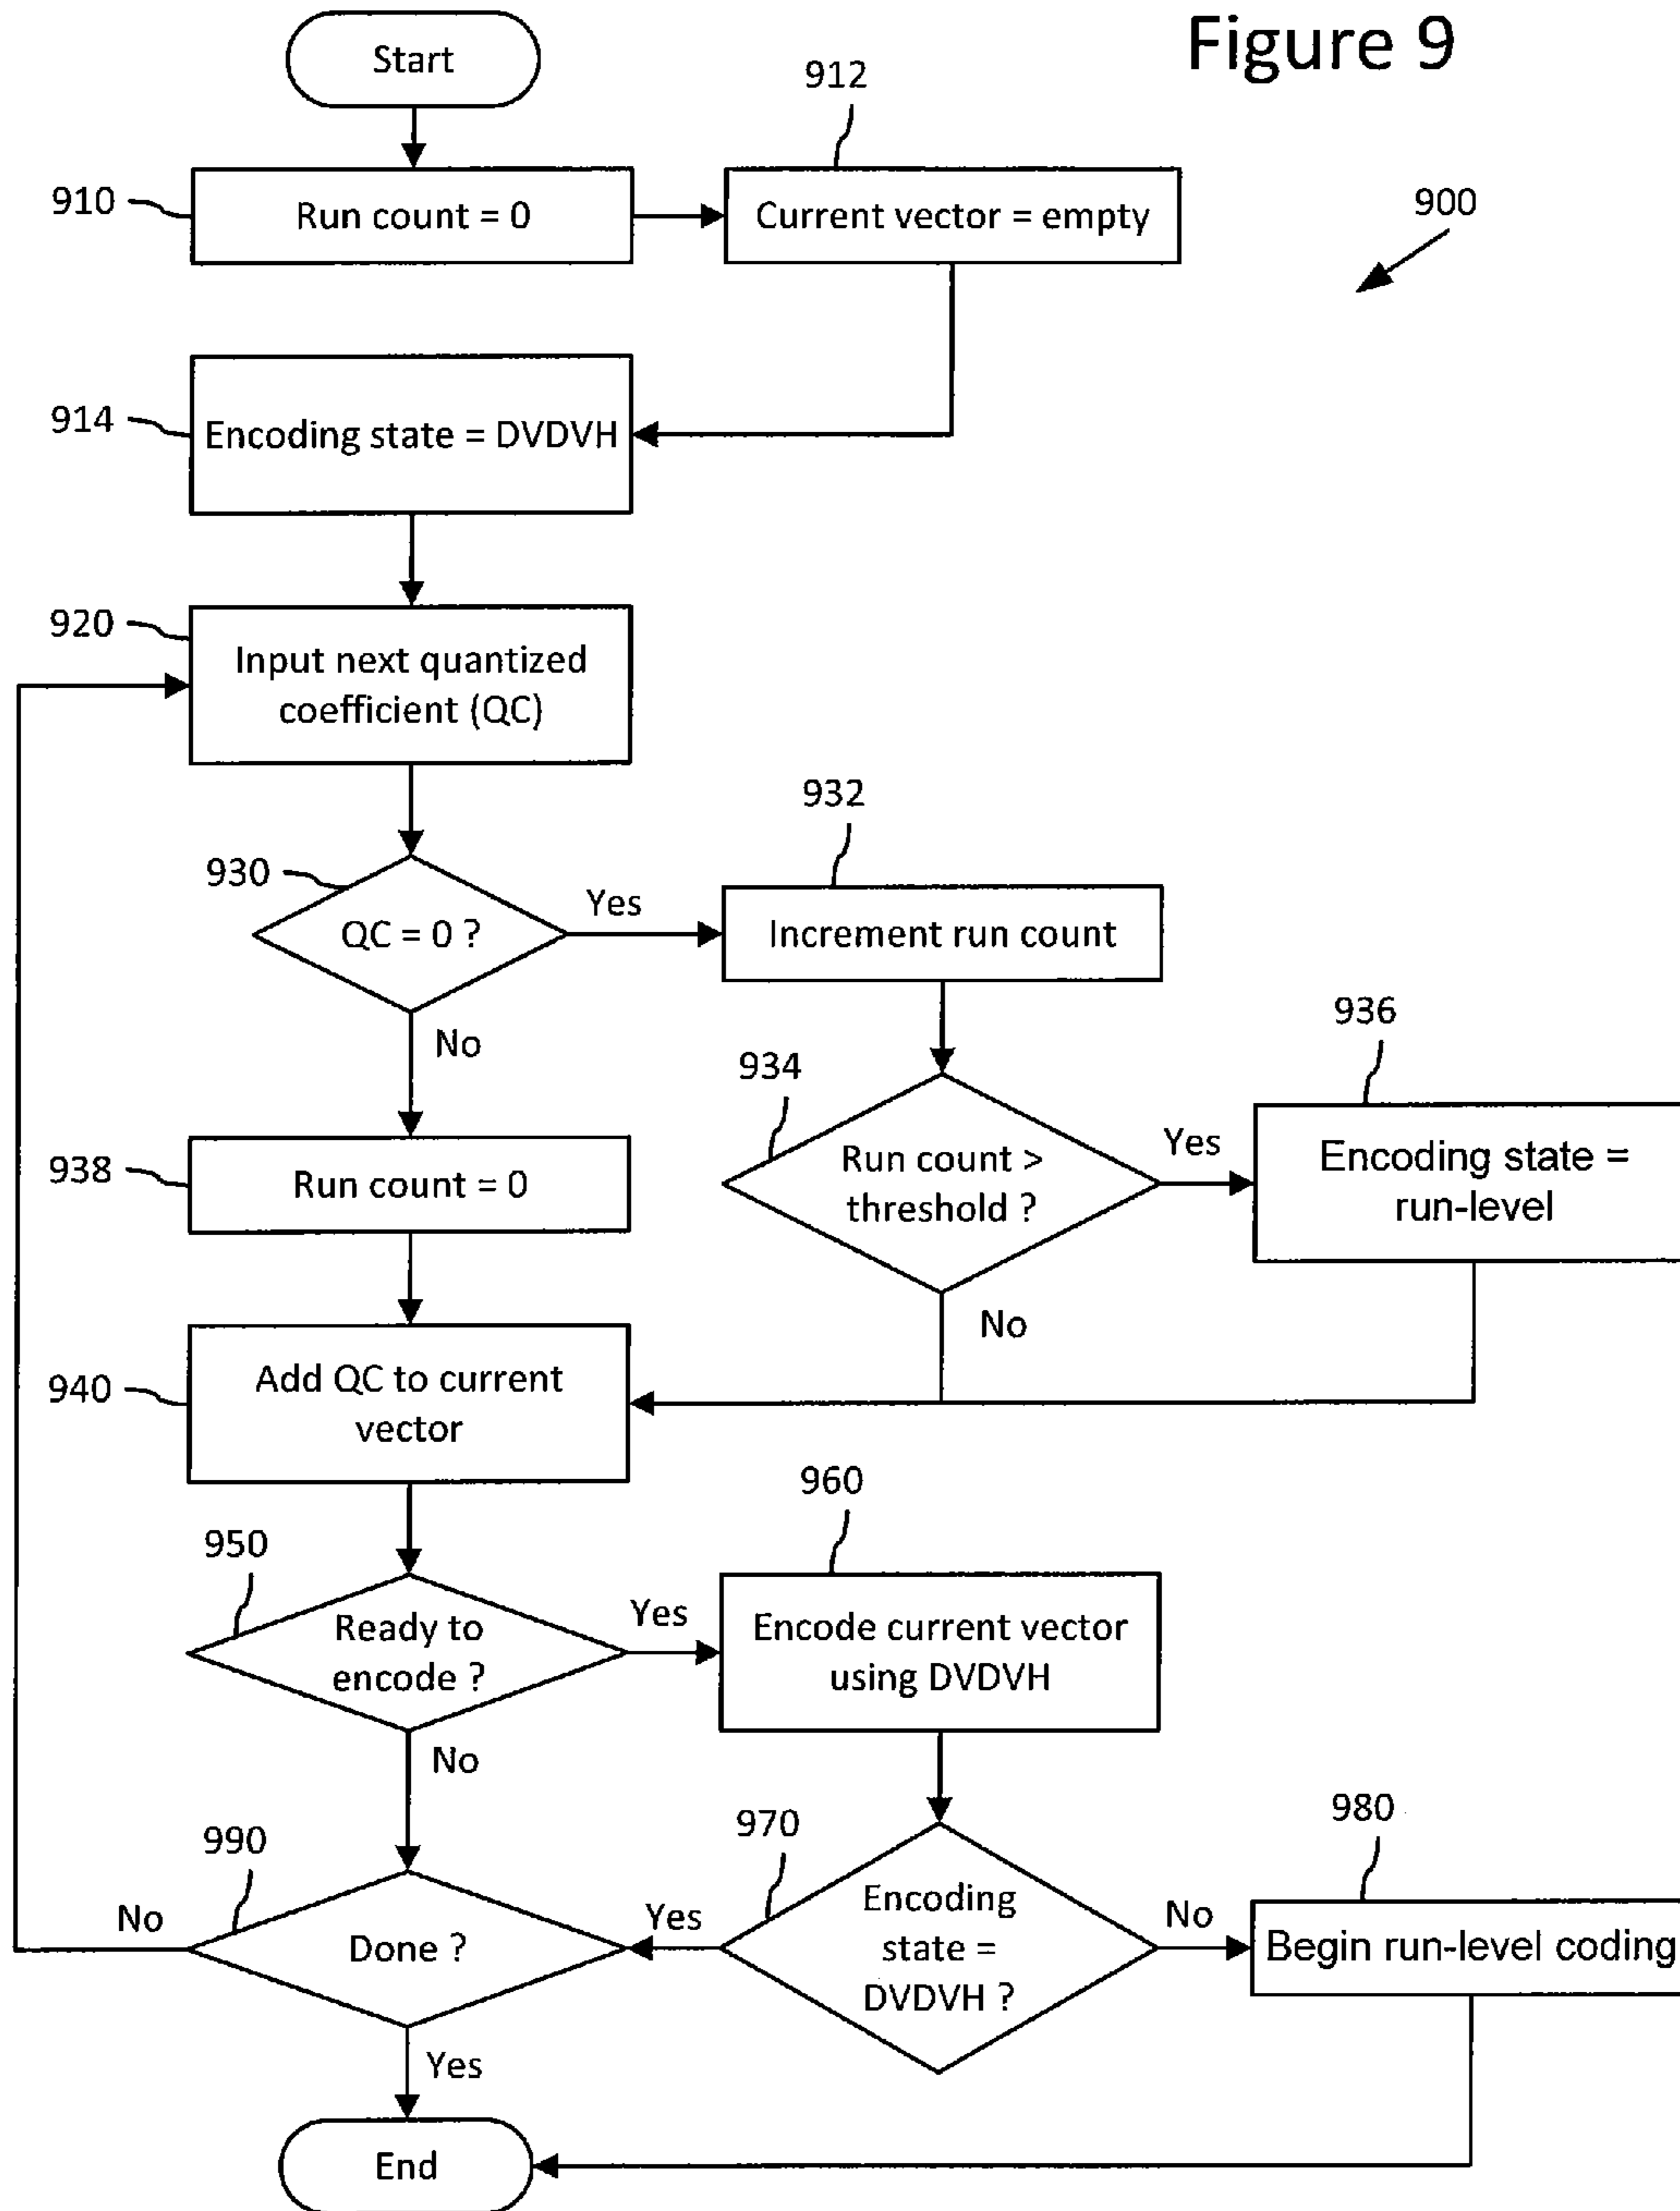 Figure 9
Start
912
910
Run count = 0
Current vector = empty
900
914
Encoding state = DVDVH
920
Input next quantized
coefficient (QC)
932
930
QC = 0 ?
Yes
Increment run count
No
936
934
938
Run count = 0
Run count >
threshold ?
Yes
Encoding state =
run-level
No
940
Add QC to current
vector
960
950
Ready to
encode ?
Yes
Encode current vector
using DVDVH
No
980
970
990
No
Done ?
Yes
Encoding
state =
DVDVH ?
No
Begin run-level coding
Yes
End